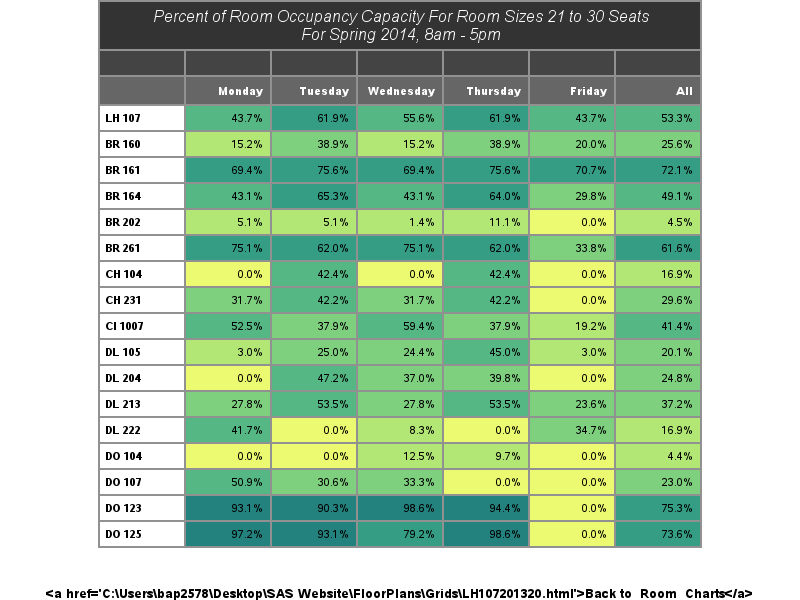 Percent of Room Occupancy Capacity For Room Sizes 21 to 30 Seats
For Spring 2014, 8am - 5pm
Monday Tuesday Wednesday Thursday Friday All
LH 107 43.7% 61.9% 55.6% 61.9% 43.7% 53.3%
BR 160 15.2% 38.9% 15.2% 38.9% 20.0% 25.6%
BR 161 69.4% 75.6% 69.4% 75.6% 70.7% 72.1%
BR 164 43.1% 65.3% 43.1% 64.0% 29.8% 49.1%
BR 202 5.1% 5.1% 1.4% 11.1% 0.0% 4.5%
BR 261 75.1% 62.0% 75.1% 62.0% 33.8% 61.6%
CH 104 0.0% 42.4% 0.0% 42.4% 0.0% 16.9%
CH 231 31.7% 42.2% 31.7% 42.2% 0.0% 29.6%
CI 1007 52.5% 37.9% 59.4% 37.9% 19.2% 41.4%
DL 105 3.0% 25.0% 24.4% 45.0% 3.0% 20.1%
DL 204 0.0% 47.2% 37.0% 39.8% 0.0% 24.8%
DL 213 27.8% 53.5% 27.8% 53.5% 23.6% 37.2%
DL 222 41.7% 0.0% 8.3% 0.0% 34.7% 16.9%
DO 104 0.0% 0.0% 12.5% 9.7% 0.0% 4.4%
DO 107 50.9% 30.6% 33.3% 0.0% 0.0% 23.0%
DO 123 93.1% 90.3% 98.6% 94.4% 0.0% 75.3%
DO 125 97.2% 93.1% 79.2% 98.6% 0.0% 73.6%
<a href='C:\Users\bap2578\Desktop\SAS Website\FloorPlans\Grids\LH107201320.html'>Back to Room Charts</a>